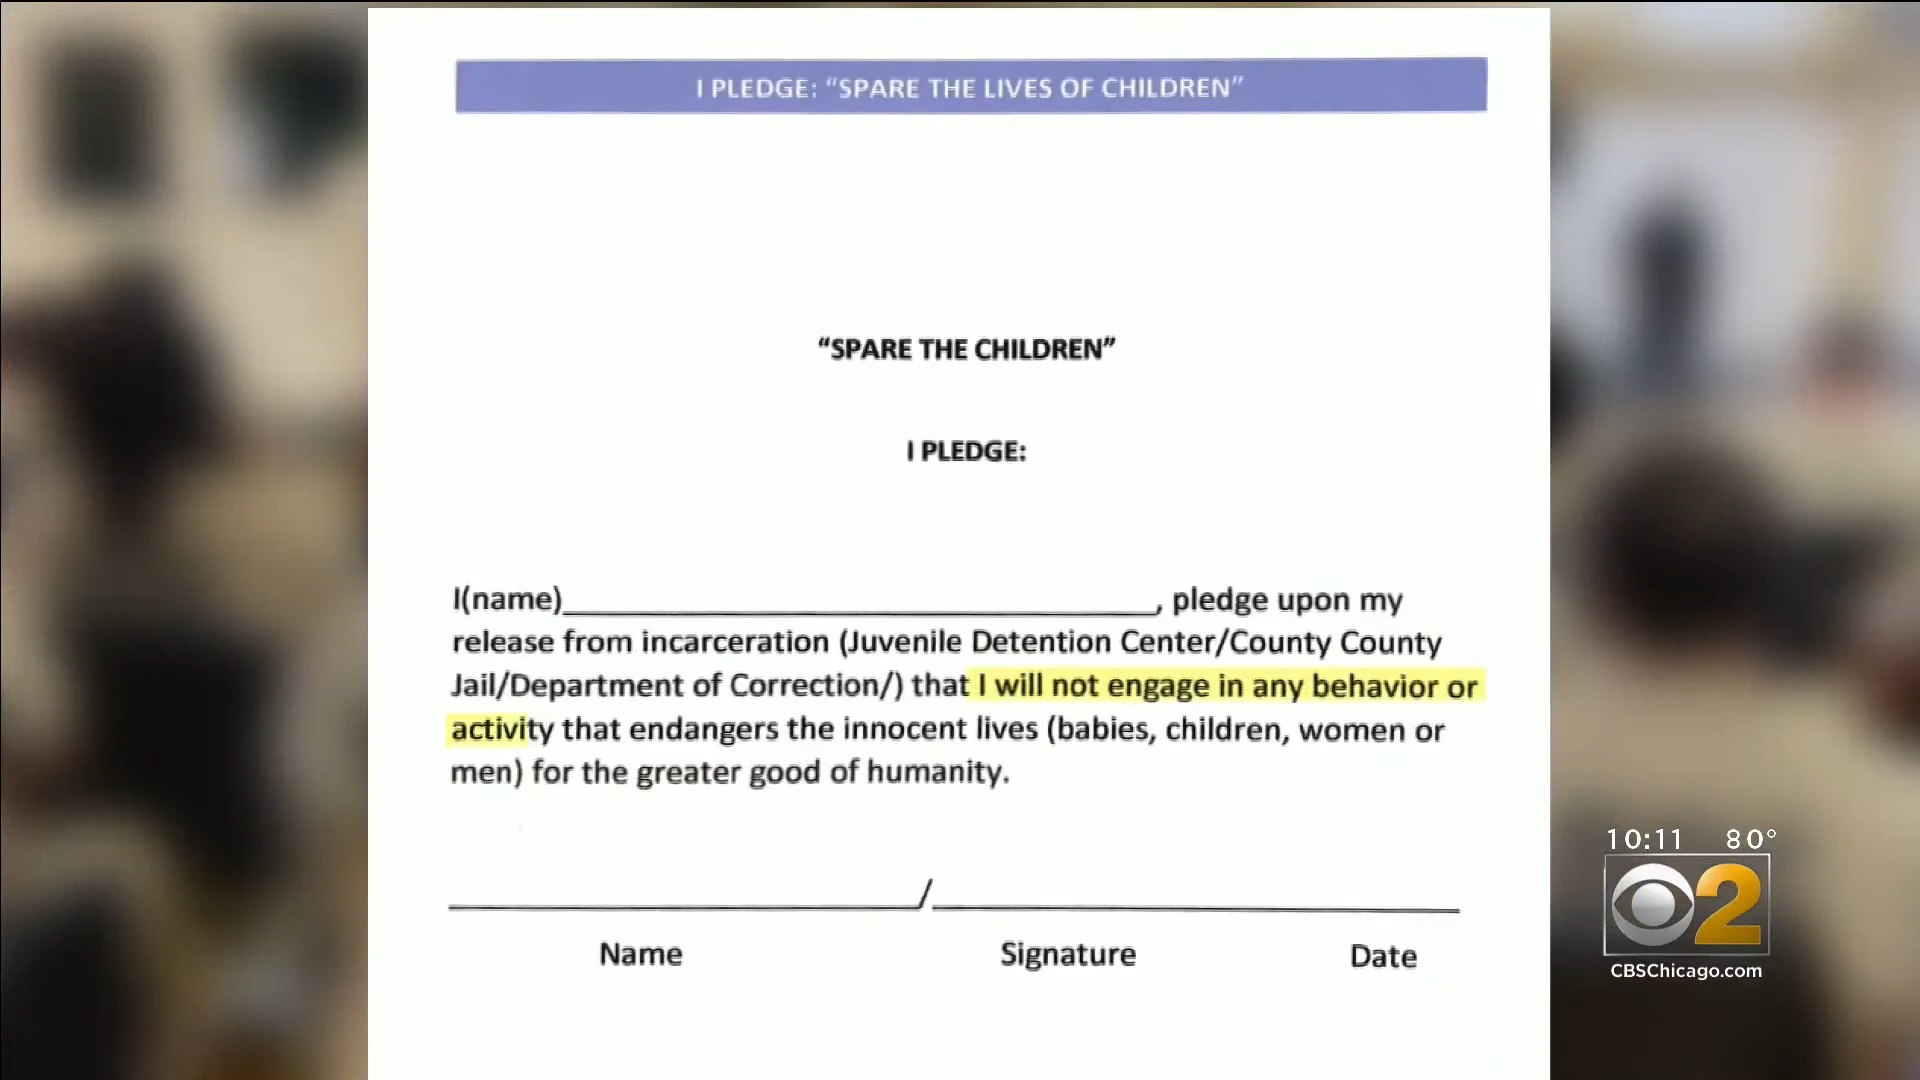 I PLEDGE: “SPARE THE LIVES OF CHILDREN”
“SPARE THE CHILDREN”
I PLEDGE:
I(name)______________________________________, pledge upon my
release from incarceration (Juvenile Detention Center/County County
Jail/Department of Correction/) that I will not engage in any behavior or
activity that endangers the innocent lives (babies, children, women or
men) for the greater good of humanity.
______________________________/__________________________________
Name Signature Date
10:11 80°
2
CBSChicago.com